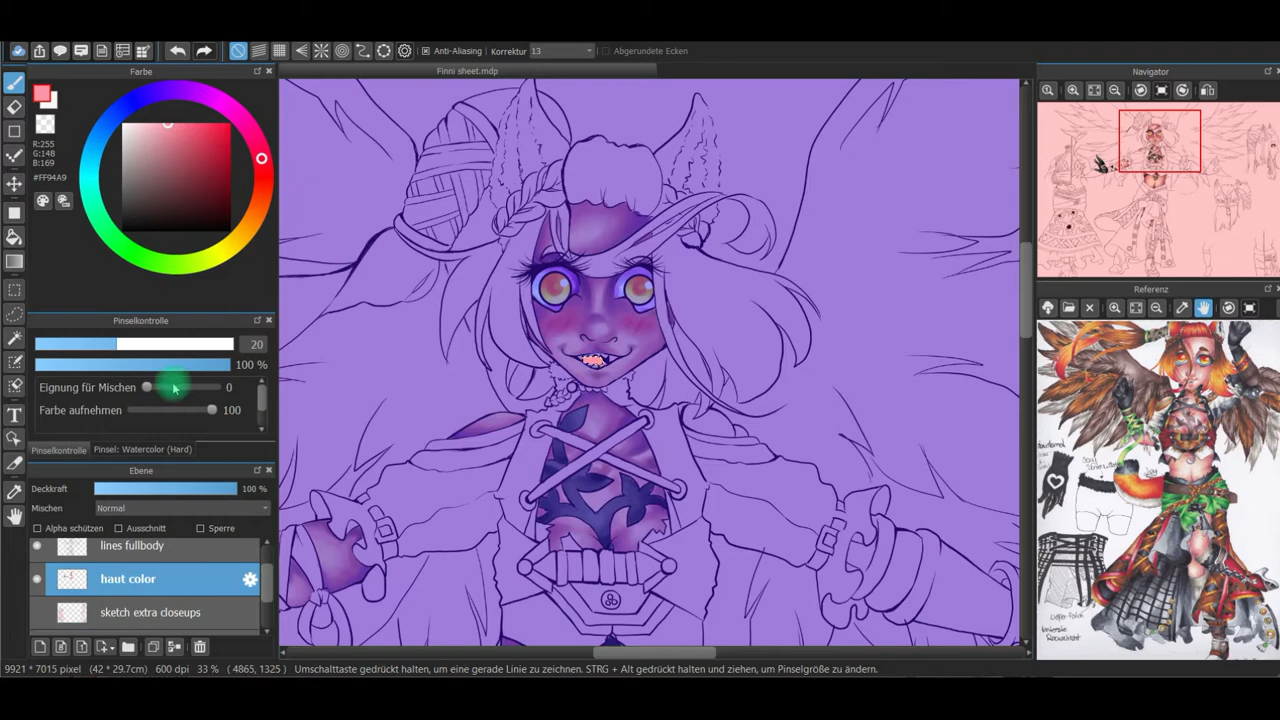 Anti-Aliasing Korrektur 13 Abgerundete Ecken
Farbe
Finni sheet.mdp
Navigator
R:255
G:148
B:169
#FF94A9
Referenz
Pinselkontrolle
20
100 %
Eignung für Mischen 0
Farbe aufnehmen 100
Pinselkontrolle Pinsel: Watercolor (Hard)
Ebene
Deckkraft 100 %
Mischen Normal
Alpha schützen Ausschnitt Sperre
lines fullbody
haut color
sketch extra closeups
9921 * 7015 pixel (42 * 29.7cm) 600 dpi 33 % ( 4865, 1325 ) Umschalttaste gedrückt halten, um eine gerade Linie zu zeichnen. STRG + Alt gedrückt halten und ziehen, um Pinselgröße zu ändern.